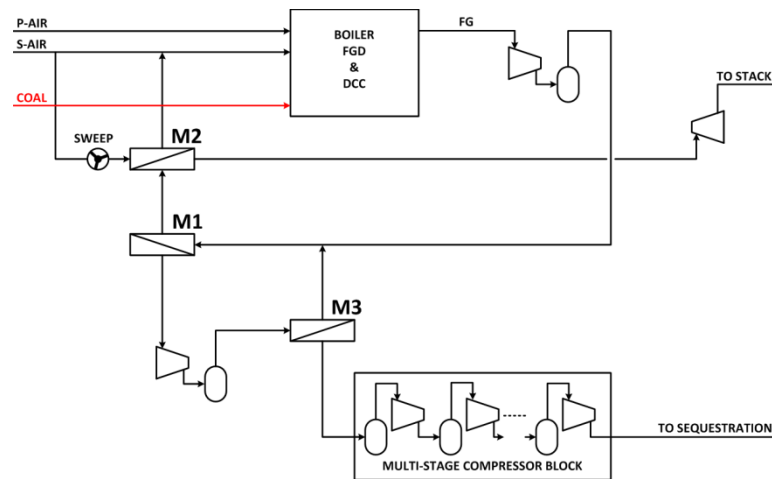 P-AIR
S-AIR
COAL
BOILER
FGD
&
DCC
FG
TO STACK
SWEEP
M2
M1
M3
TO SEQUESTRATION
MULTI-STAGE COMPRESSOR BLOCK